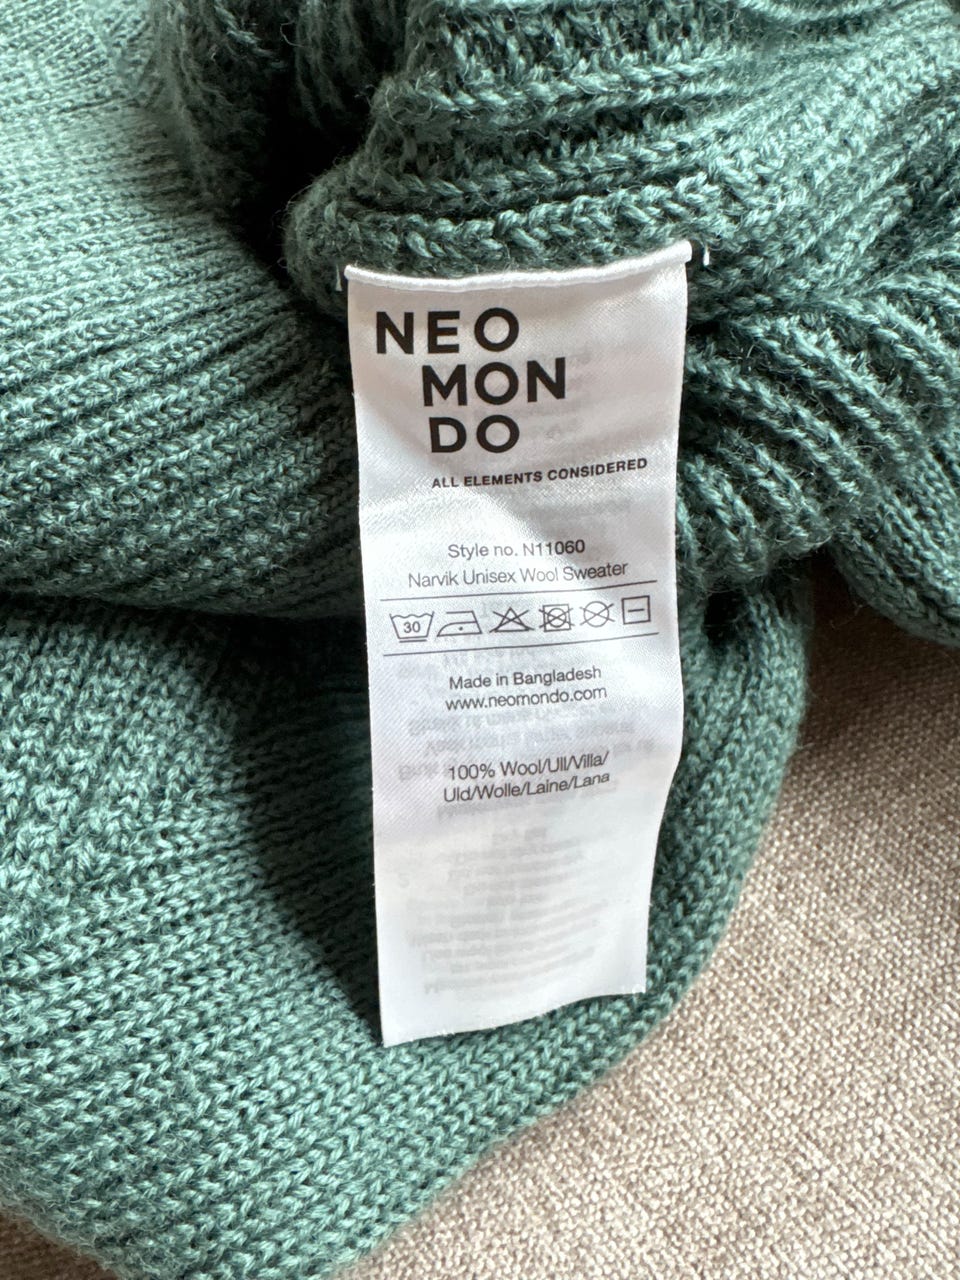 NEO
MON
DO
ALL ELEMENTS CONSIDERED
Style no. N11060
Narvik Unisex Wool Sweater
30
Made in Bangladesh
www.neomondo.com
100% Wool/Ull/Villa/
Uld/Wolle/Laine/Lana